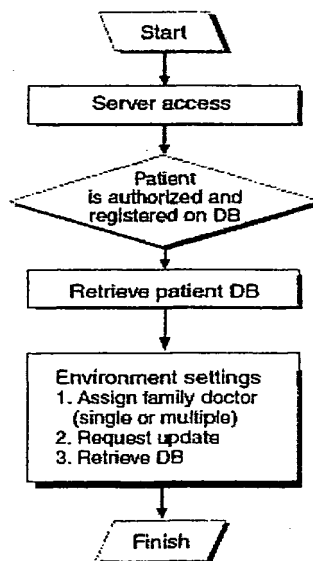 Start
Server access
Patient
is authorized and
registered on DB
Retrieve patient DB
Environment settings
1. Assign family doctor
(single or multiple)
2. Request update
3. Retrieve DB
Finish